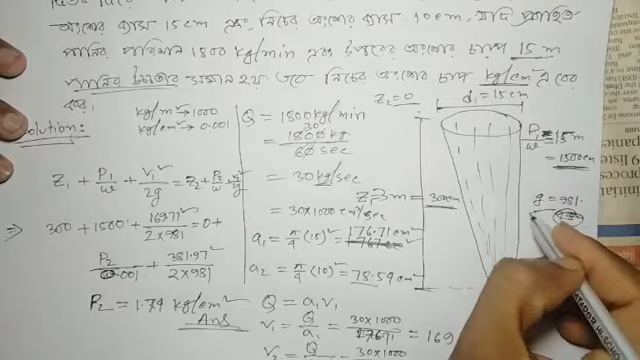 অংশের ব্যাস 15cm এবং নিচের অংশের ব্যাস 10cm, যদি প্রবাহিত
পানির পরিমান 1800 kg/min এবং উপরের অংশের চাপ 15 m
পানির উচ্চতার সমান হয় তবে নিচের অংশের চাপ kg/cm² এ বের
কর।
kg/m³→1000
kg/cm³→0.001
Solution:
Z1 + P1/w + V1²/2g = Z2 + P2/w + V2²/2g
⇒ 300 + 1500 + 169.71²/2×981 = 0 +
P2/0.001 + 381.97²/2×981
P2 = 1.74 kg/cm²
Ans
Q = 1800 kg/min
= 1800 kg/60 sec
30
= 30 kg/sec
= 30×1000 cm³/sec
a1 = π/4 (15)² = 176.71 cm²
a2 = π/4 (10)² = 78.54 cm²
Q = a1v1
v1 = Q/a1 = 30×1000/176.71 = 169
v2 = Q 30×1000
Z2=0
d1=15cm
Z1=3m = 300cm
P1/w = 15m
= 1500cm
g = 981